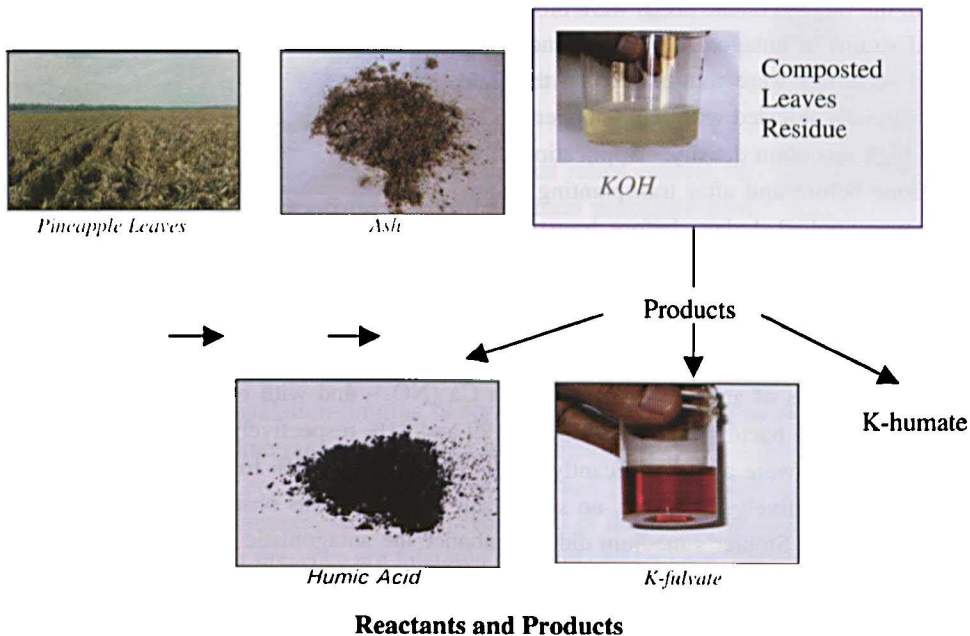 Composted
Leaves
Residue
KOH
Pineapple Leaves
Ash
Products
K-humate
Humic Acid
K-fulvate
Reactants and Products